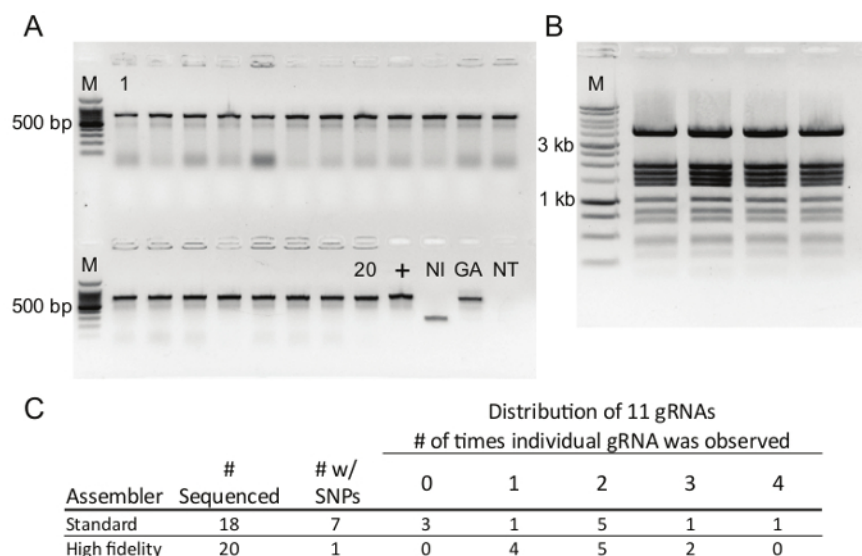 A
B
M 1
500 bp
M
20 + NI GA NT
500 bp
M
3 kb
1 kb
C
Distribution of 11 gRNAs
# of times individual gRNA was observed
Assembler # Sequenced # w/ SNPs 0 1 2 3 4
Standard 18 7 3 1 5 1 1
High fidelity 20 1 0 4 5 2 0